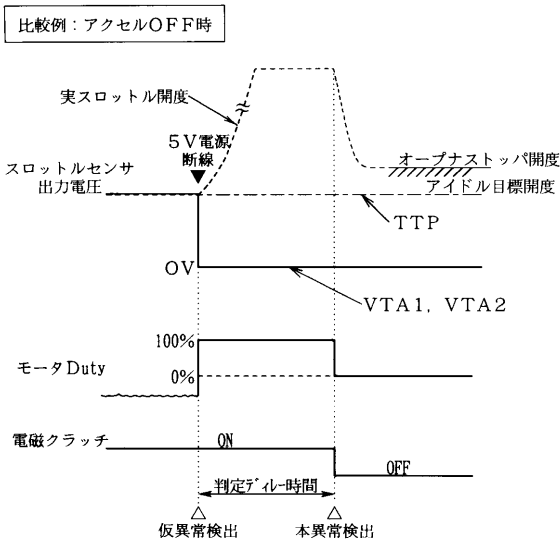 比較例：アクセルＯＦＦ時
実スロットル開度
５Ｖ電源
断線
スロットルセンサ
出力電圧
オープナストッパ開度
アイドル目標開度
ＴＴＰ
ＯＶ
ＶＴＡ１，ＶＴＡ２
100%
モータDuty
0%
電磁クラッチ
ON
OFF
判定ディレー時間
仮異常検出
本異常検出